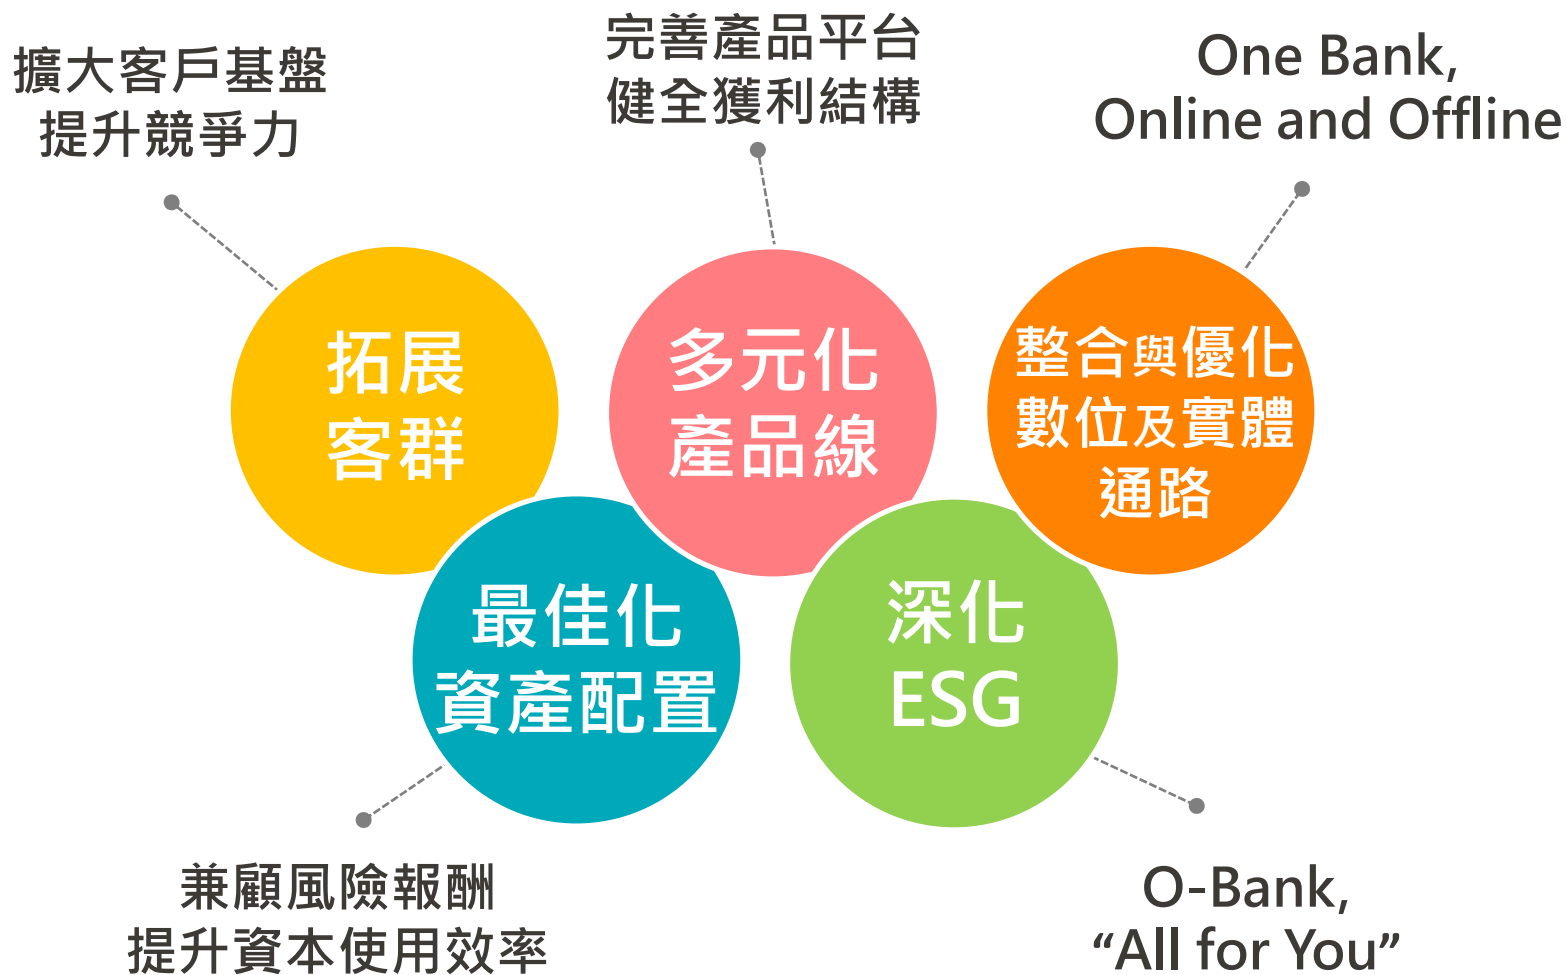 擴大客戶基盤
提升競爭力
完善產品平台
健全獲利結構
One Bank,
Online and Offline
拓展
客群
多元化
產品線
整合與優化
數位及實體
通路
最佳化
資產配置
深化
ESG
兼顧風險報酬
提升資本使用效率
O-Bank,
“All for You”